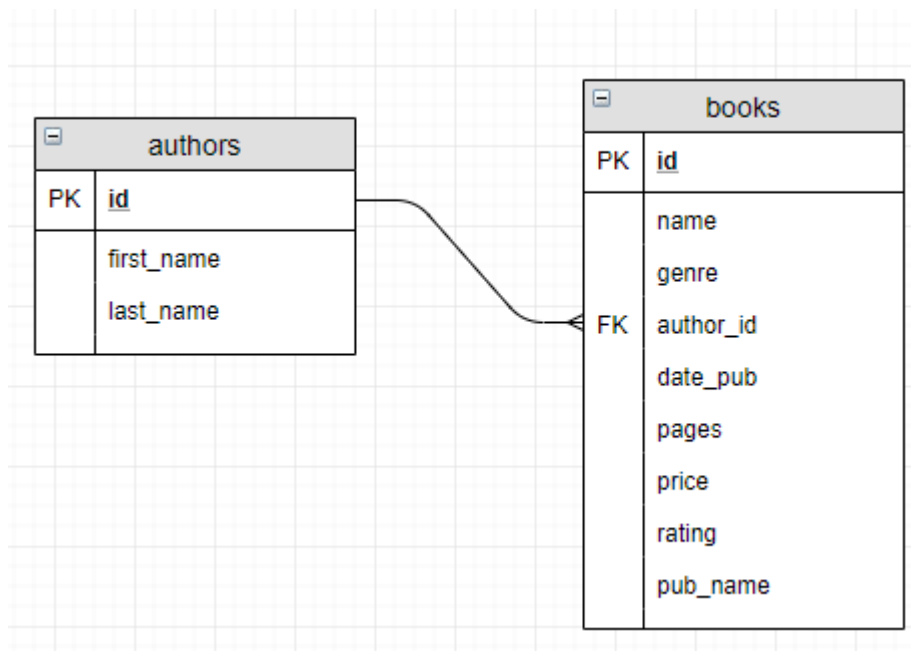 authors
PK id
first_name
last_name
books
PK id
name
genre
FK author_id
date_pub
pages
price
rating
pub_name